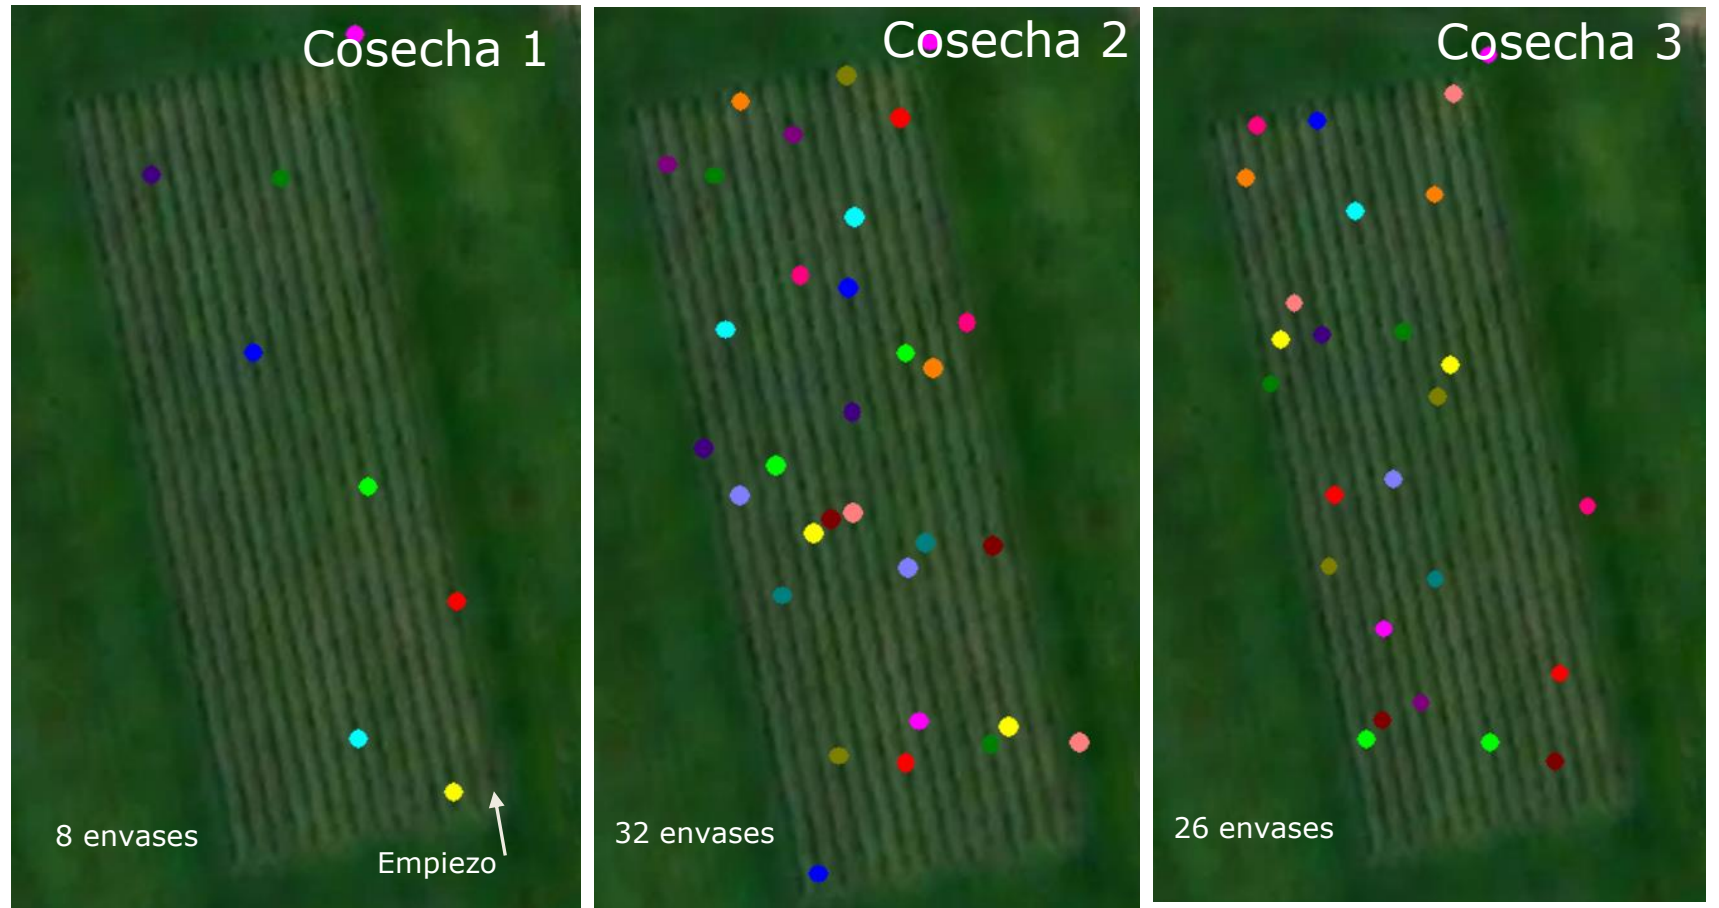 Cosecha 1
8 envases
Empiezo
Cosecha 2
32 envases
Cosecha 3
26 envases